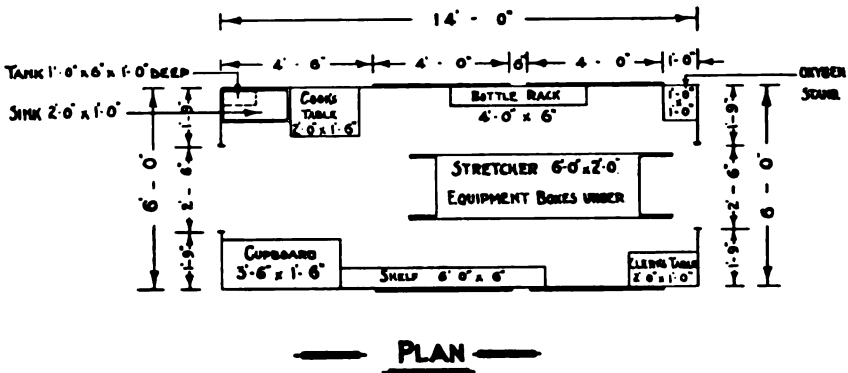 14'-0"
4'-6"
4'-0"
6"
4-0"
1'-0"
TANK 1'-0" x 6" x 1'-0" DEEP
OXYGEN
STAND
SINK 2'-0" x 1'-0"
COOK'S
TABLE
2'-0" x 1'-6"
BOTTLE RACK
4'-0" x 6"
1'-0"
x
1'-0"
1'-9"
1'-9"
6'-0"
2'-6"
STRETCHER 6'-0" x 2'-0"
EQUIPMENT BOXES UNDER
2'-6"
6-0"
1'-9"
CUPBOARD
3'-6" x 1'-6"
SHELF 6'0" x 6"
CLERK'S TABLE
2'0" x 1'-0"
1'-9"
PLAN